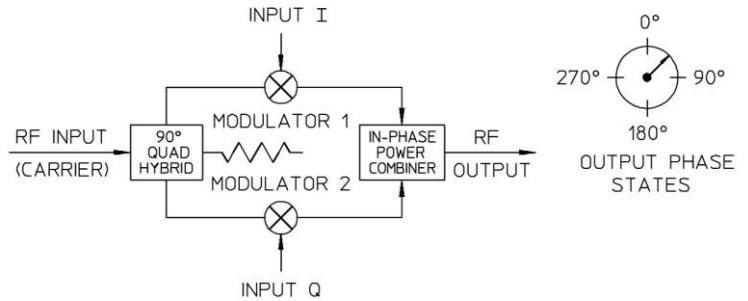 INPUT I
0°
270°
90°
180°
MODULATOR 1
RF INPUT
(CARRIER)
90°
QUAD
HYBRID
IN-PHASE
POWER
COMBINER
RF
OUTPUT
MODULATOR 2
OUTPUT PHASE
STATES
INPUT Q